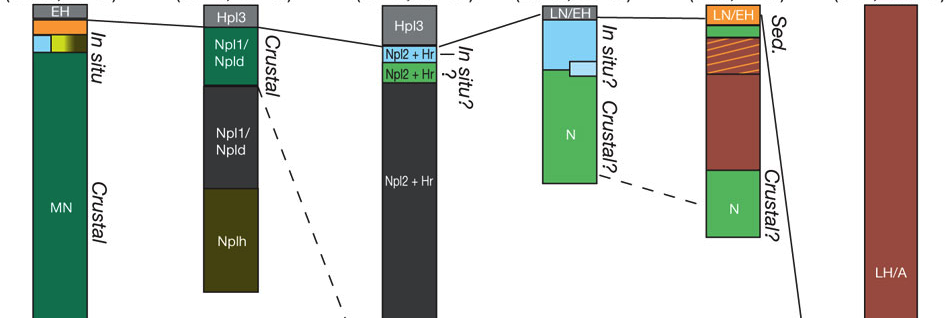 EH
In situ
MN
Crustal
Hpl3
Npl1/
Npld
Crustal
Npl1/
Npld
Nplh
Hpl3
Npl2 + Hr
In situ?
Npl2 + Hr
?
Npl2 + Hr
LN/EH
In situ?
N
Crustal?
LN/EH
Sed.
N
Crustal?
LH/A